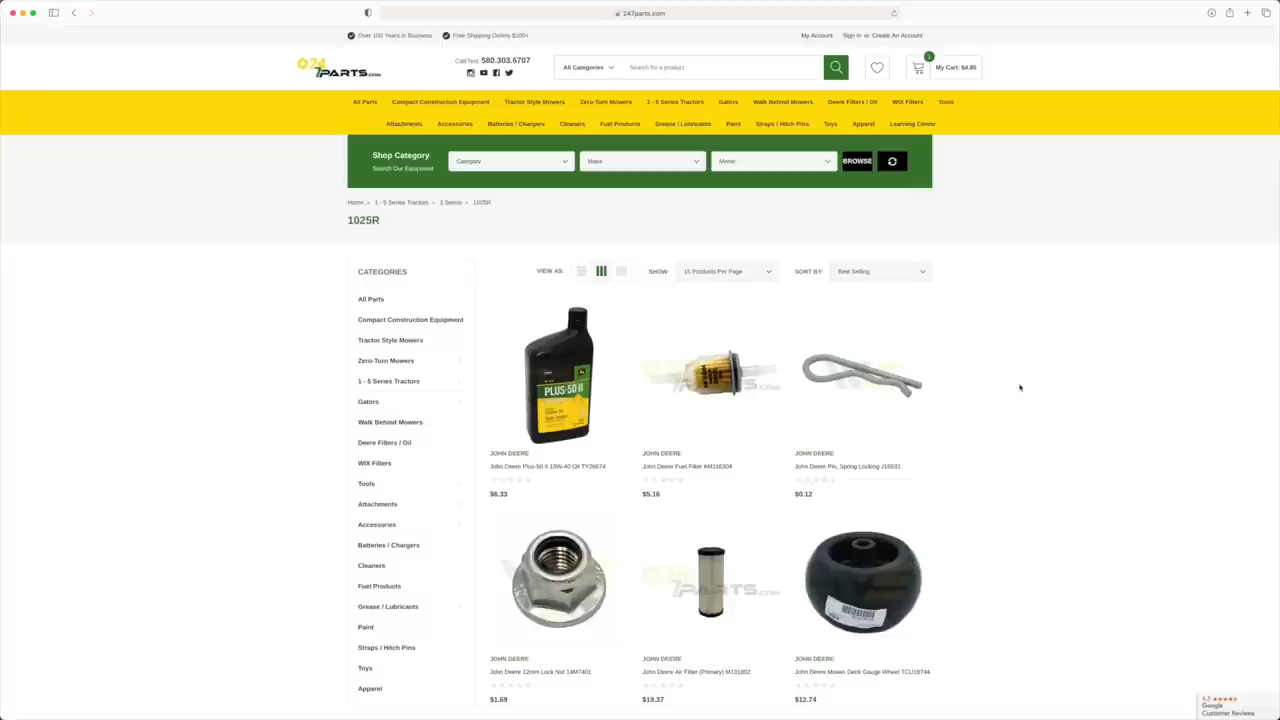 247parts.com
Over 100 Years In Business
Free Shipping Orders $100+
My Account
Sign In or Create An Account
24
7PARTS.COM
Call/Text: 580.303.6707
All Categories
Search for a product
1
My Cart: $4.85
All Parts Compact Construction Equipment Tractor Style Mowers Zero-Turn Mowers 1 - 5 Series Tractors Gators Walk Behind Mowers Deere Filters / Oil WIX Filters Tools
Attachments Accessories Batteries / Chargers Cleaners Fuel Products Grease / Lubricants Paint Straps / Hitch Pins Toys Apparel Learning Center
Shop Category
Search Our Equipment
Category
Make
Model
BROWSE
Home > 1 - 5 Series Tractors > 1 Series > 1025R
1025R
CATEGORIES
All Parts
Compact Construction Equipment
Tractor Style Mowers
Zero-Turn Mowers
1 - 5 Series Tractors
Gators
Walk Behind Mowers
Deere Filters / Oil
WIX Filters
Tools
Attachments
Accessories
Batteries / Chargers
Cleaners
Fuel Products
Grease / Lubricants
Paint
Straps / Hitch Pins
Toys
Apparel
VIEW AS:
SHOW: 15 Products Per Page
SORT BY: Best Selling
PLUS-50 II
JOHN DEERE
John Deere Plus-50 II 15W-40 Oil TY26674
$6.33
JOHN DEERE
John Deere Fuel Filter AM116304
$5.16
JOHN DEERE
John Deere Pin, Spring Locking J16931
$0.12
7PARTS.COM
JOHN DEERE
John Deere 12mm Lock Nut 14M7401
$1.69
JOHN DEERE
John Deere Air Filter (Primary) M131802
$19.37
JOHN DEERE
John Deere Mower Deck Gauge Wheel TCU18744
$12.74
4.5
Google
Customer Reviews